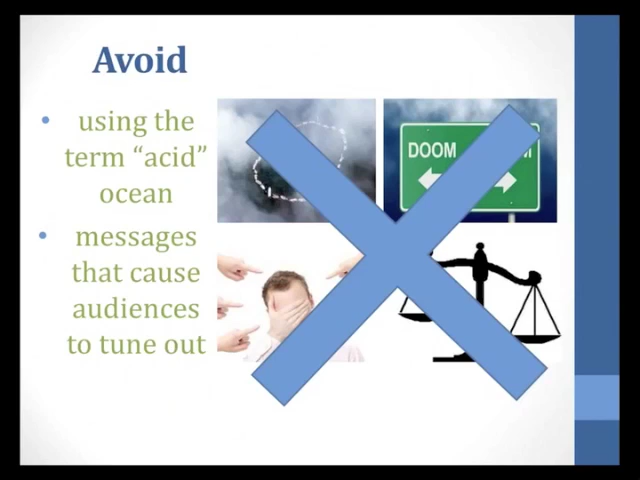 Avoid
• using the
term “acid”
ocean
• messages
that cause
audiences
to tune out
DOOM